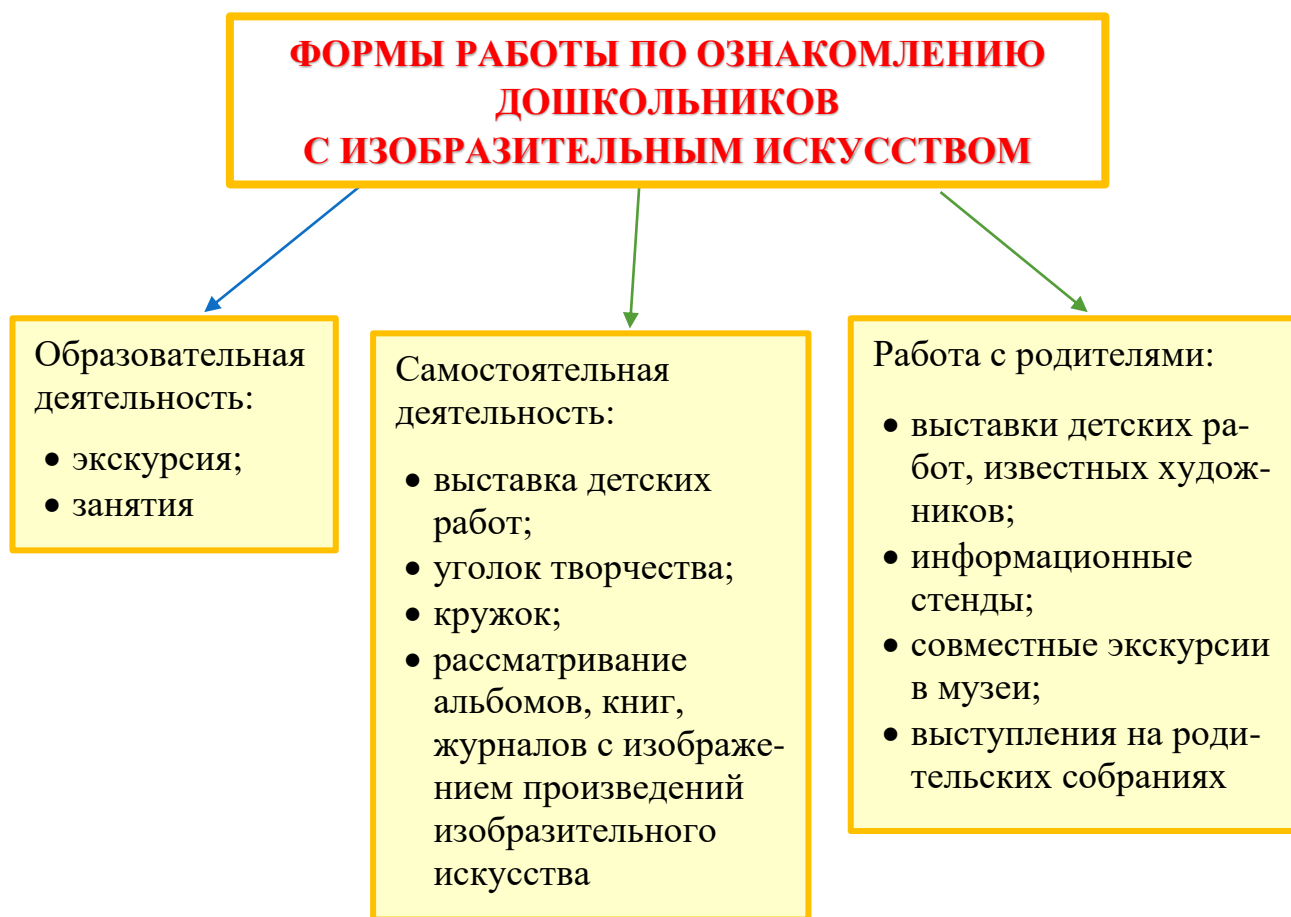 ФОРМЫ РАБОТЫ ПО ОЗНАКОМЛЕНИЮ
ДОШКОЛЬНИКОВ
С ИЗОБРАЗИТЕЛЬНЫМ ИСКУССТВОМ
Образовательная
деятельность:
• экскурсия;
• занятия
Самостоятельная
деятельность:
• выставка детских
работ;
• уголок творчества;
• кружок;
• рассматривание
альбомов, книг,
журналов с изображе-
нием произведений
изобразительного
искусства
Работа с родителями:
• выставки детских ра-
бот, известных худож-
ников;
• информационные
стенды;
• совместные экскурсии
в музеи;
• выступления на роди-
тельских собраниях